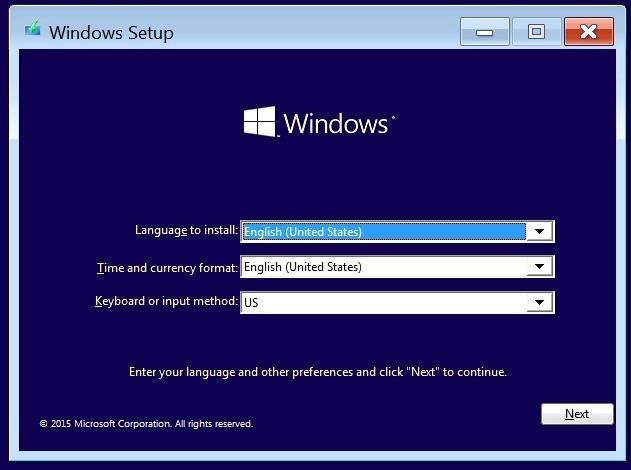 Windows Setup
Windows
Language to install: English (United States)
Time and currency format: English (United States)
Keyboard or input method: US
Enter your language and other preferences and click "Next" to continue.
Next
© 2015 Microsoft Corporation. All rights reserved.